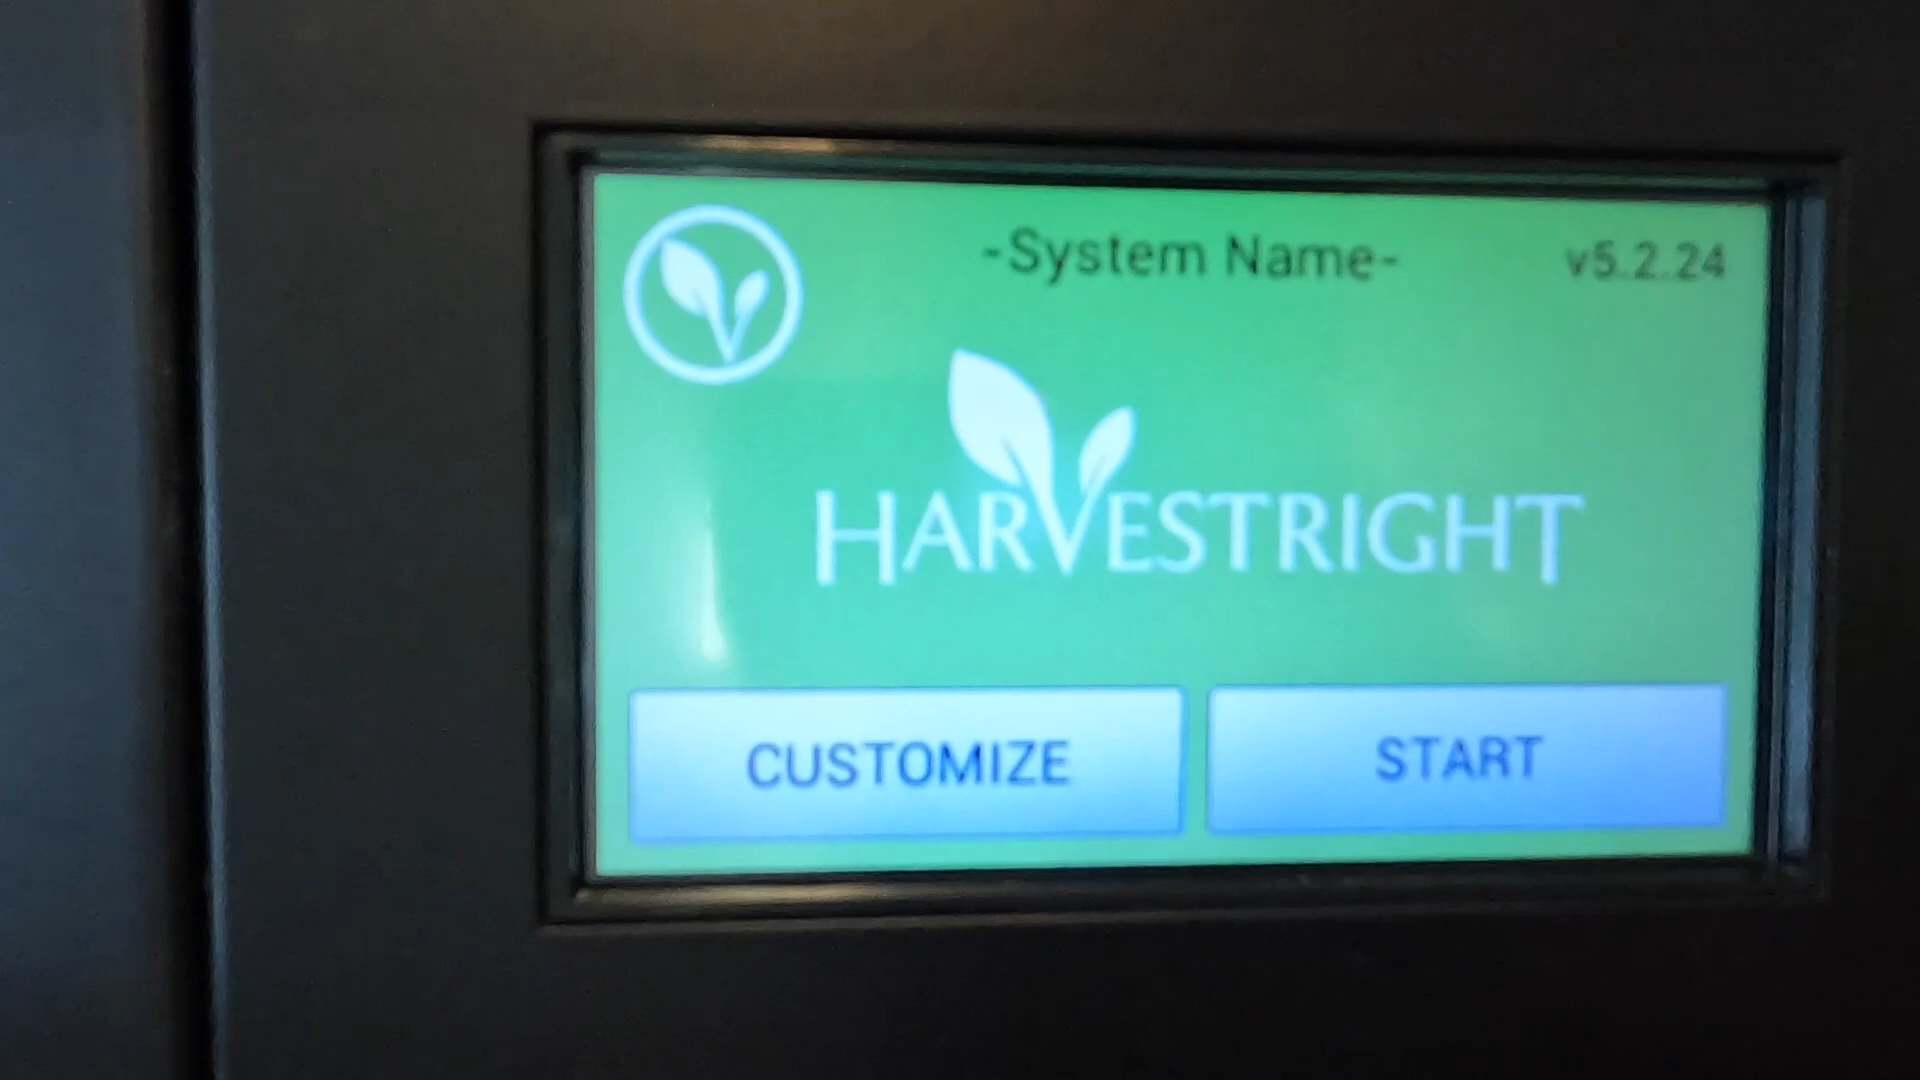 -System Name-
v5.2.24
HARVESTRIGHT
CUSTOMIZE
START